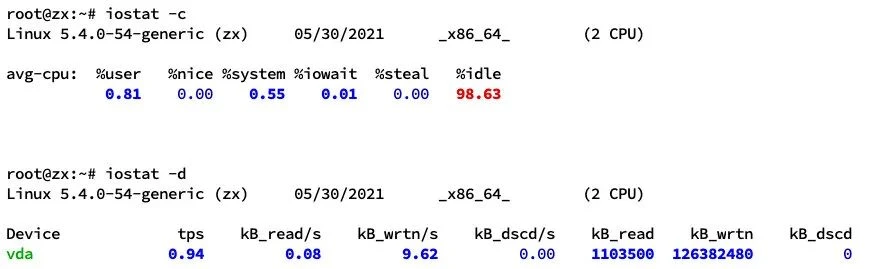 root@zx:~# iostat -c
Linux 5.4.0-54-generic (zx) 05/30/2021 _x86_64_ (2 CPU)
avg-cpu: %user %nice %system %iowait %steal %idle
0.81 0.00 0.55 0.01 0.00 98.63
root@zx:~# iostat -d
Linux 5.4.0-54-generic (zx) 05/30/2021 _x86_64_ (2 CPU)
Device tps kB_read/s kB_wrtn/s kB_dscd/s kB_read kB_wrtn kB_dscd
vda 0.94 0.08 9.62 0.00 1103500 126382480 0